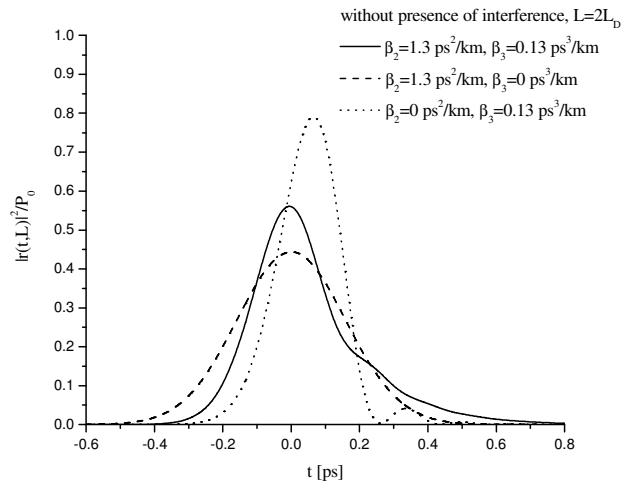 without presence of interference, L=2L_D
β₂=1.3 ps²/km, β₃=0.13 ps³/km
β₂=1.3 ps²/km, β₃=0 ps³/km
β₂=0 ps²/km, β₃=0.13 ps³/km
|r(t,L)|²/P₀
1.0
0.9
0.8
0.7
0.6
0.5
0.4
0.3
0.2
0.1
0.0
-0.6 -0.4 -0.2 0.0 0.2 0.4 0.6 0.8
t [ps]